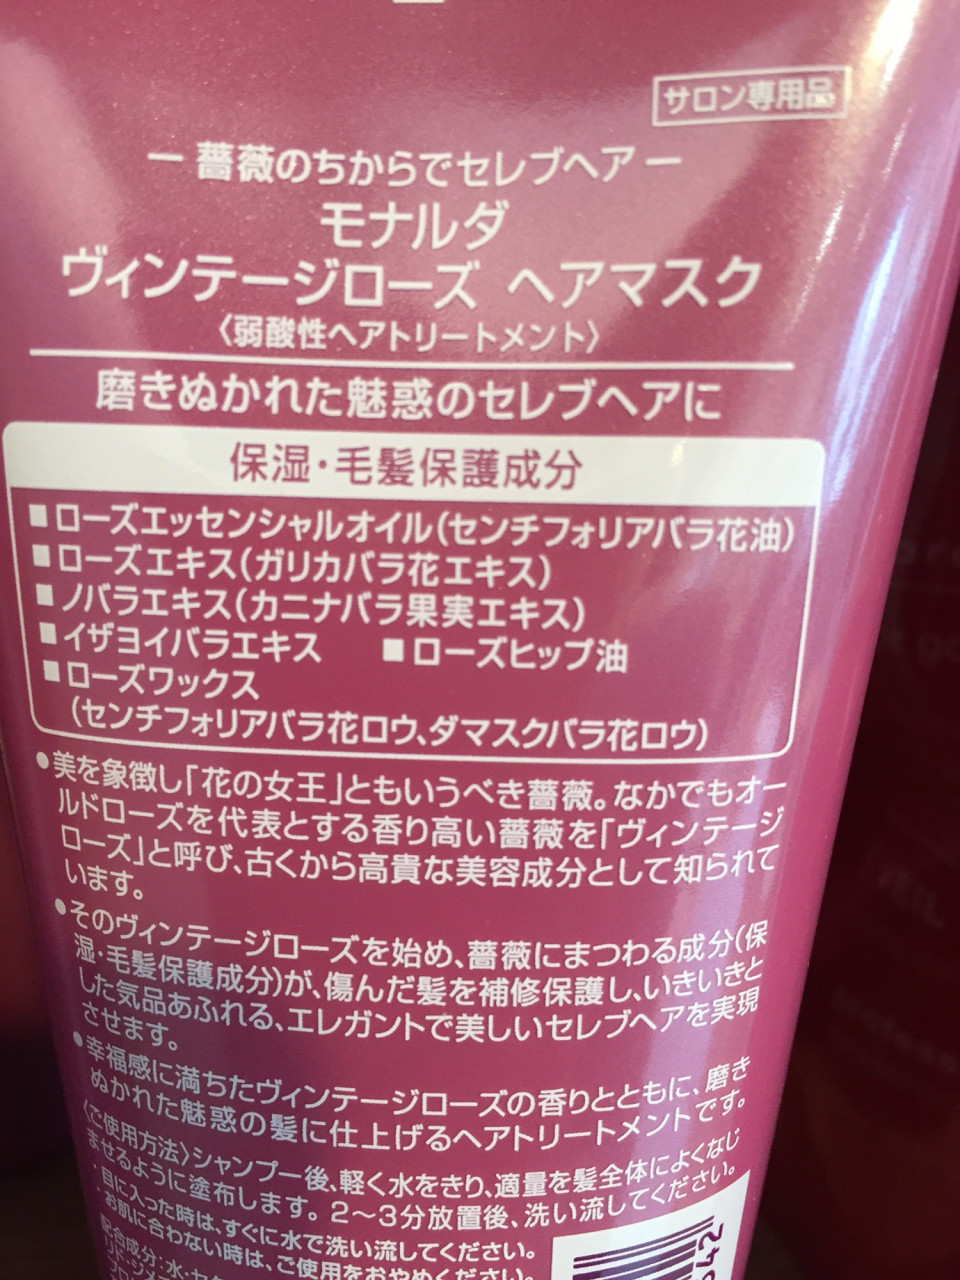 サロン専用品
― 薔薇のちからでセレブヘア ―
モナルダ
ヴィンテージローズ ヘアマスク
〈弱酸性ヘアトリートメント〉
磨きぬかれた魅惑のセレブヘアに
保湿・毛髪保護成分
■ローズエッセンシャルオイル(センチフォリアバラ花油)
■ローズエキス(ガリカバラ花エキス)
■ノバラエキス(カニナバラ果実エキス)
■イザヨイバラエキス ■ローズヒップ油
■ローズワックス
(センチフォリアバラ花ロウ、ダマスクバラ花ロウ)
●美を象徴し「花の女王」ともいうべき薔薇。なかでもオー
ルドローズを代表とする香り高い薔薇を「ヴィンテージ
ローズ」と呼び、古くから高貴な美容成分として知られて
います。
●そのヴィンテージローズを始め、薔薇にまつわる成分(保
湿・毛髪保護成分)が、傷んだ髪を補修保護し、いきいきと
した気品あふれる、エレガントで美しいセレブヘアを実現
させます。
●幸福感に満ちたヴィンテージローズの香りとともに、磨き
ぬかれた魅惑の髪に仕上げるヘアトリートメントです。
〈ご使用方法〉シャンプー後、軽く水をきり、適量を髪全体によくなじ
ませるように塗布します。2〜3分放置後、洗い流してください。
・目に入った時は、すぐに水で洗い流してください。
・お肌に合わない時は、ご使用をおやめください。
配合成分:水・セタ